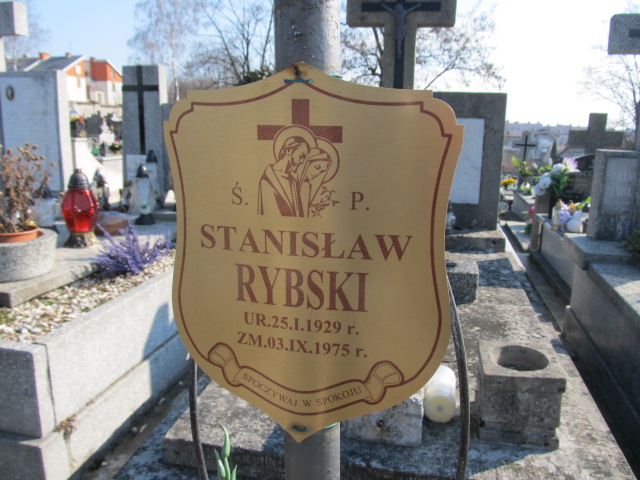 Ś. P.
STANISŁAW
RYBSKI
UR.25.I.1929 r.
ZM.03.IX.1975 r.
SPOCZYWAJ W SPOKOJU